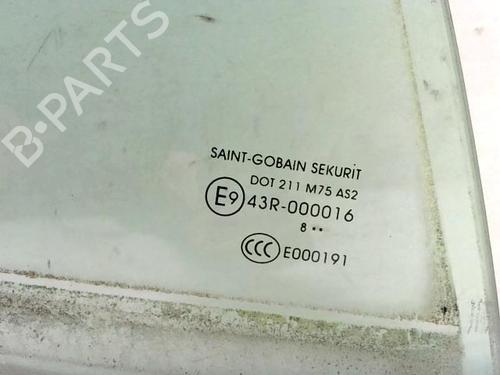 B-PARTS
SAINT-GOBAIN SEKURIT
DOT 211 M75 AS2
E9 43R-000016
8 **
CCC E000191